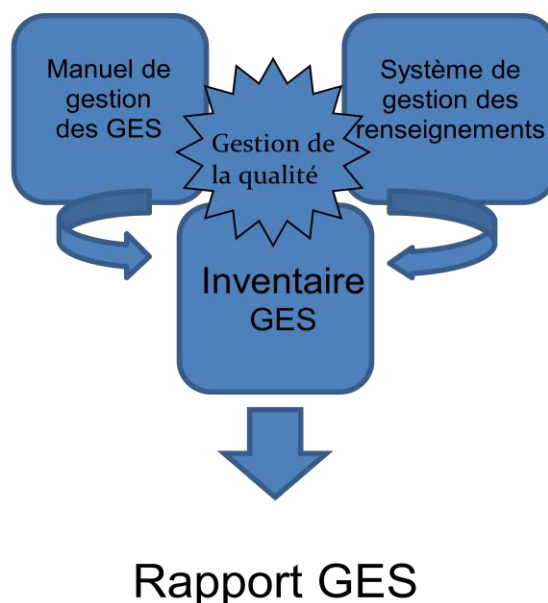 Manuel de
gestion
des GES
Gestion de
la qualité
Système de
gestion des
renseignements
Inventaire
GES
Rapport GES